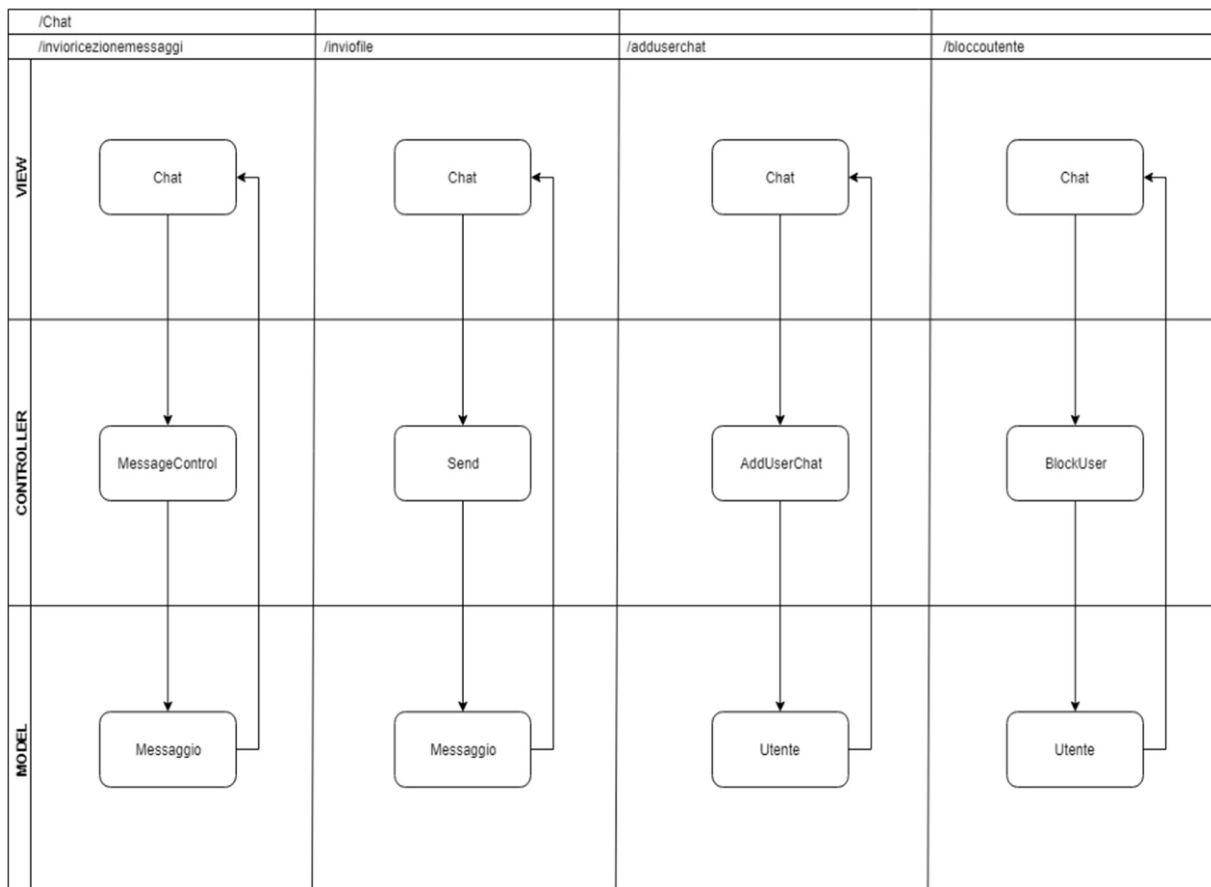 /Chat
/invioricezionemessaggi
/inviofile
/adduserchat
/bloccoutente
VIEW
Chat
Chat
Chat
Chat
CONTROLLER
MessageControl
Send
AddUserChat
BlockUser
MODEL
Messaggio
Messaggio
Utente
Utente